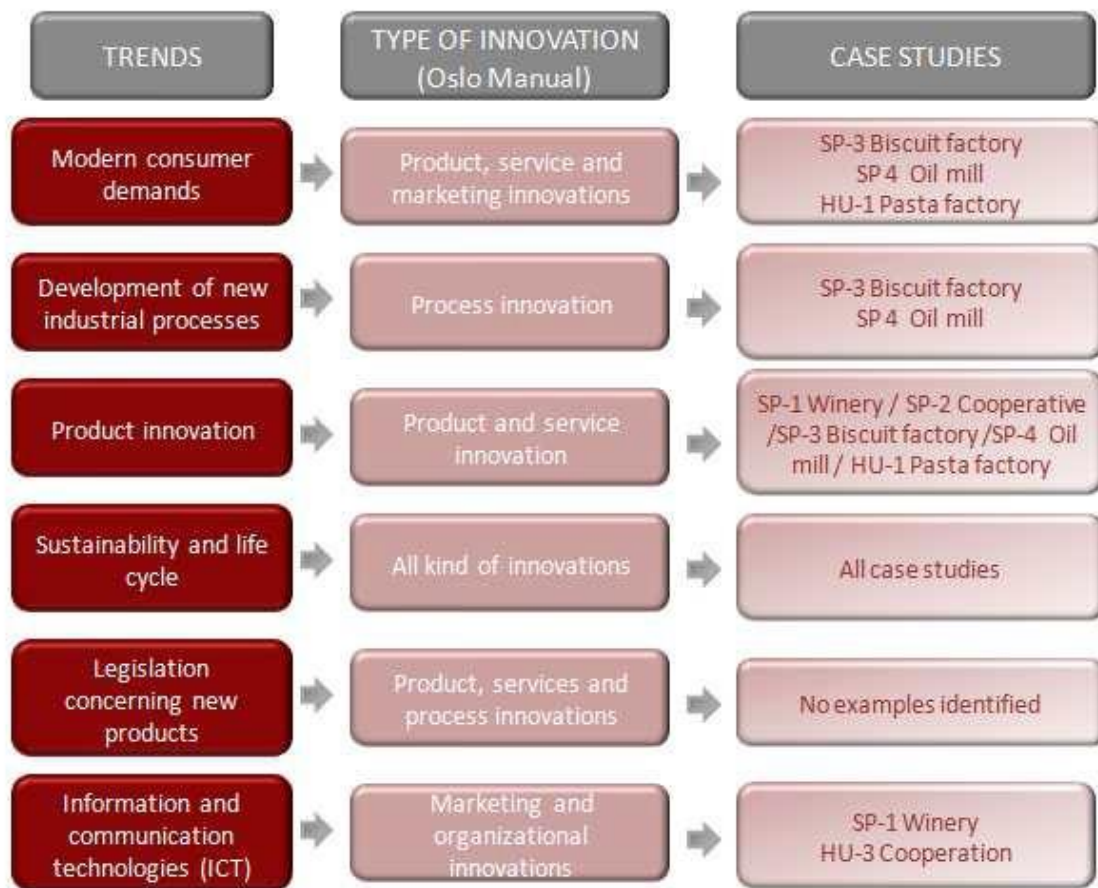 TRENDS
TYPE OF INNOVATION
(Oslo Manual)
CASE STUDIES
Modern consumer
demands
Product, service and
marketing innovations
SP-3 Biscuit factory
SP 4 Oil mill
HU-1 Pasta factory
Development of new
industrial processes
Process innovation
SP-3 Biscuit factory
SP 4 Oil mill
Product innovation
Product and service
innovation
SP-1 Winery / SP-2 Cooperative
/SP-3 Biscuit factory /SP-4 Oil
mill / HU-1 Pasta factory
Sustainability and life
cycle
All kind of innovations
All case studies
Legislation
concerning new
products
Product, services and
process innovations
No examples identified
Information and
communication
technologies (ICT)
Marketing and
organizational
innovations
SP-1 Winery
HU-3 Cooperation